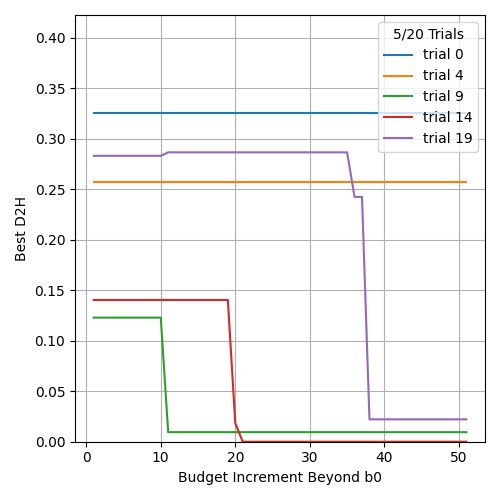 5/20 Trials
trial 0
trial 4
trial 9
trial 14
trial 19
0.40
0.35
0.30
0.25
0.20
0.15
0.10
0.05
0.00
Best D2H
0 10 20 30 40 50
Budget Increment Beyond b0